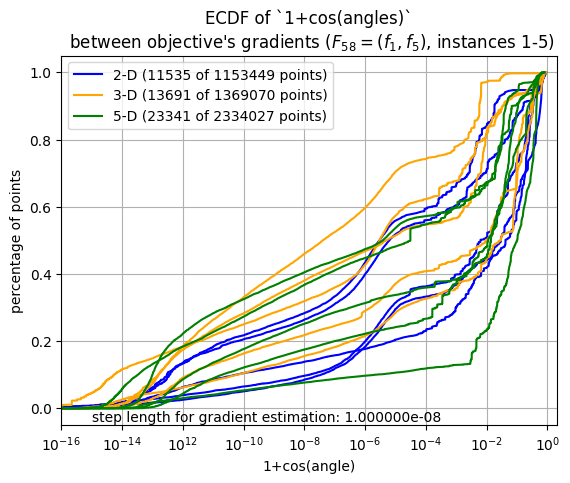 ECDF of `1+cos(angles)`
between objective's gradients (F₅₈ = (f₁, f₅), instances 1-5)
2-D (11535 of 1153449 points)
3-D (13691 of 1369070 points)
5-D (23341 of 2334027 points)
percentage of points
1.0
0.8
0.6
0.4
0.2
0.0
step length for gradient estimation: 1.000000e-08
10⁻¹⁶ 10⁻¹⁴ 10⁻¹² 10⁻¹⁰ 10⁻⁸ 10⁻⁶ 10⁻⁴ 10⁻² 10⁰
1+cos(angle)